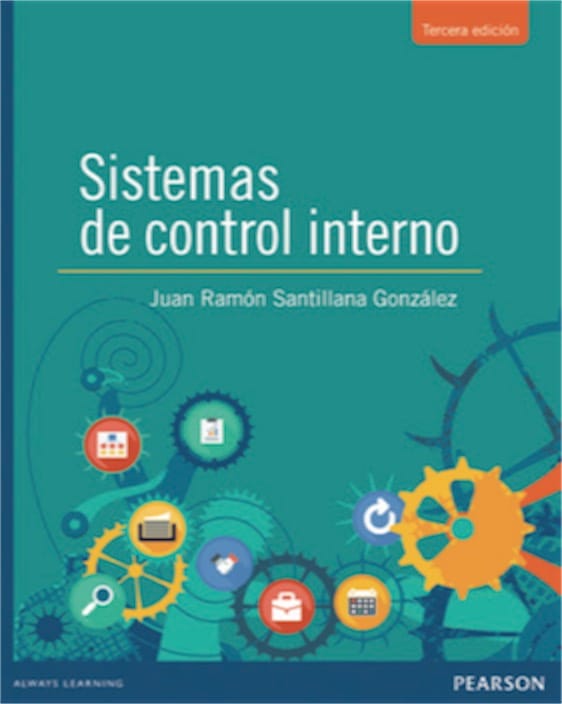 Tercera edición
Sistemas
de control interno
Juan Ramón Santillana González
ALWAYS LEARNING
PEARSON